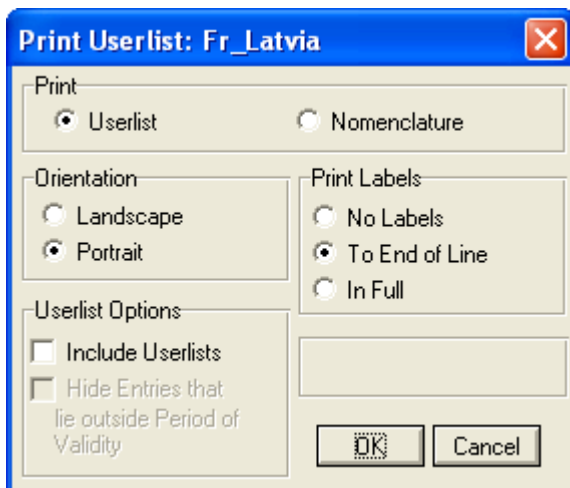 Print Userlist: Fr_Latvia
Print
Userlist
Nomenclature
Orientation
Landscape
Portrait
Print Labels
No Labels
To End of Line
In Full
Userlist Options
Include Userlists
Hide Entries that
lie outside Period of
Validity
OK
Cancel